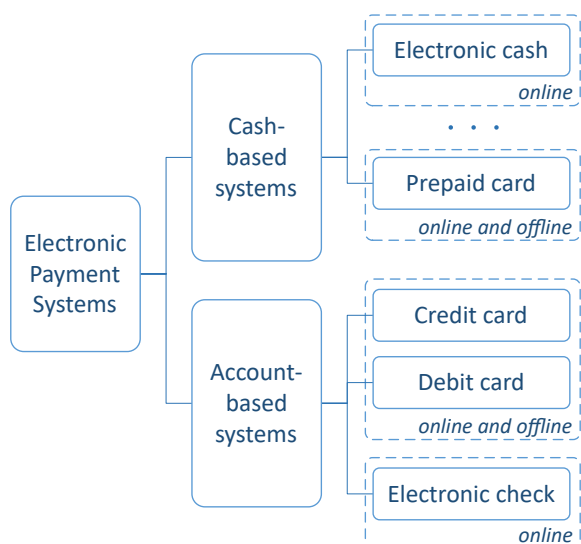 Electronic
Payment
Systems
Cash-
based
systems
Electronic cash
online
. . .
Prepaid card
online and offline
Account-
based
systems
Credit card
Debit card
online and offline
Electronic check
online